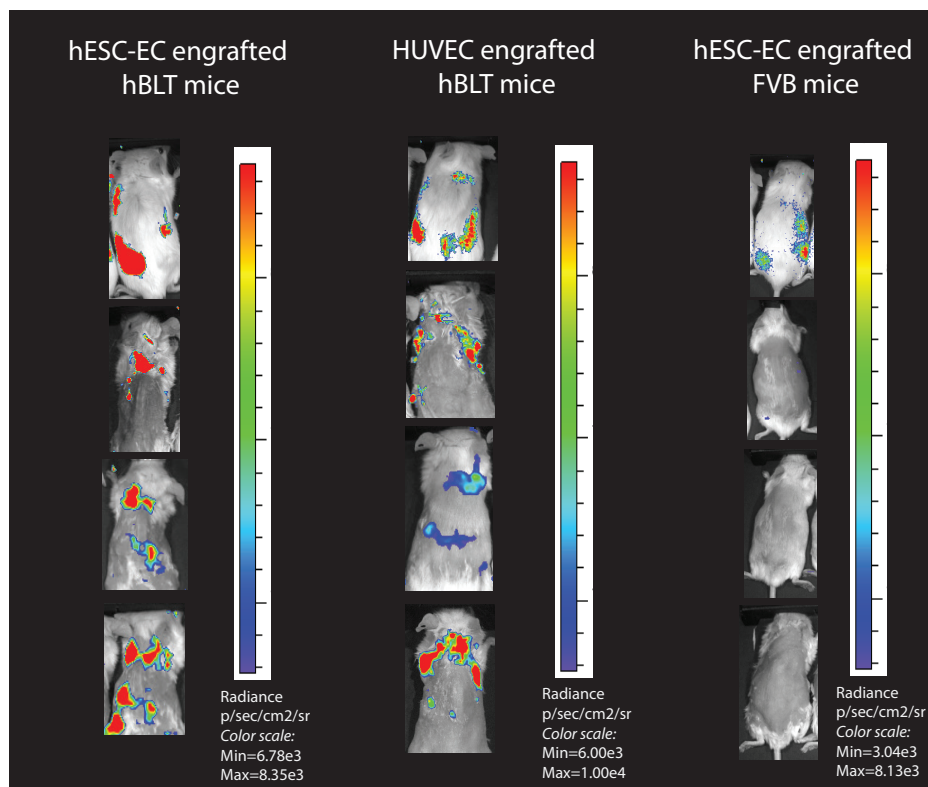 hESC-EC engrafted
hBLT mice
HUVEC engrafted
hBLT mice
hESC-EC engrafted
FVB mice
Radiance
p/sec/cm2/sr
Color scale:
Min=6.78e3
Max=8.35e3
Radiance
p/sec/cm2/sr
Color scale:
Min=6.00e3
Max=1.00e4
Radiance
p/sec/cm2/sr
Color scale:
Min=3.04e3
Max=8.13e3